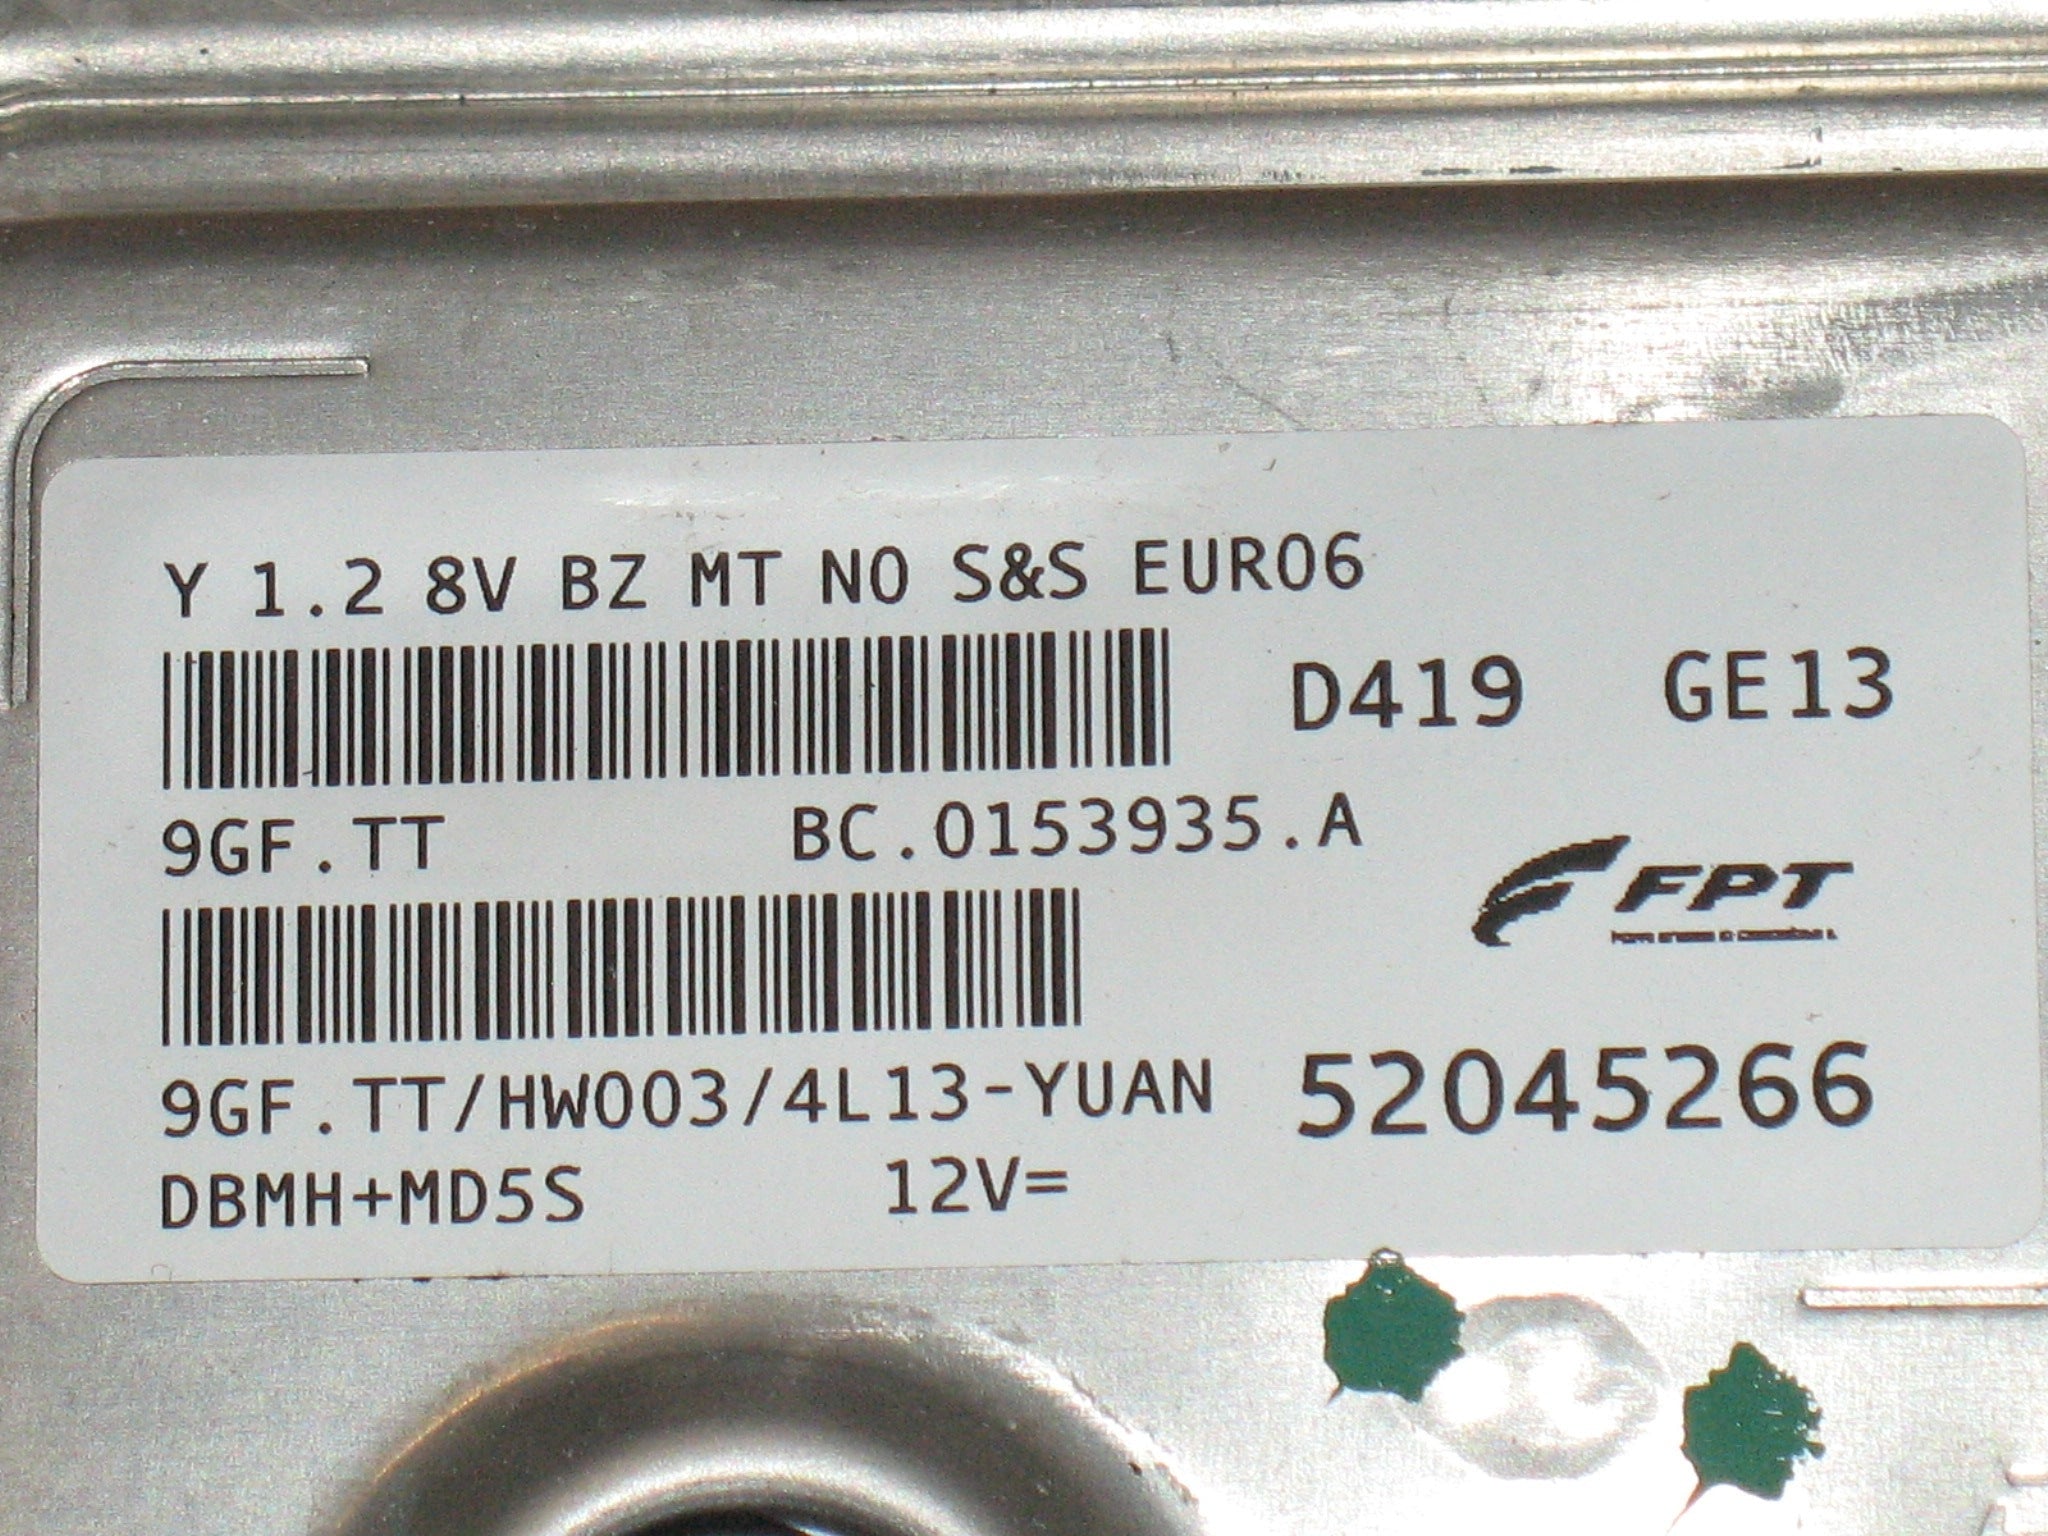 Y 1.2 8V BZ MT NO S&S EURO6
D419 GE13
9GF.TT BC.0153935.A
FPT
9GF.TT/HW003/4L13-YUAN 52045266
DBMH+MD5S 12V=